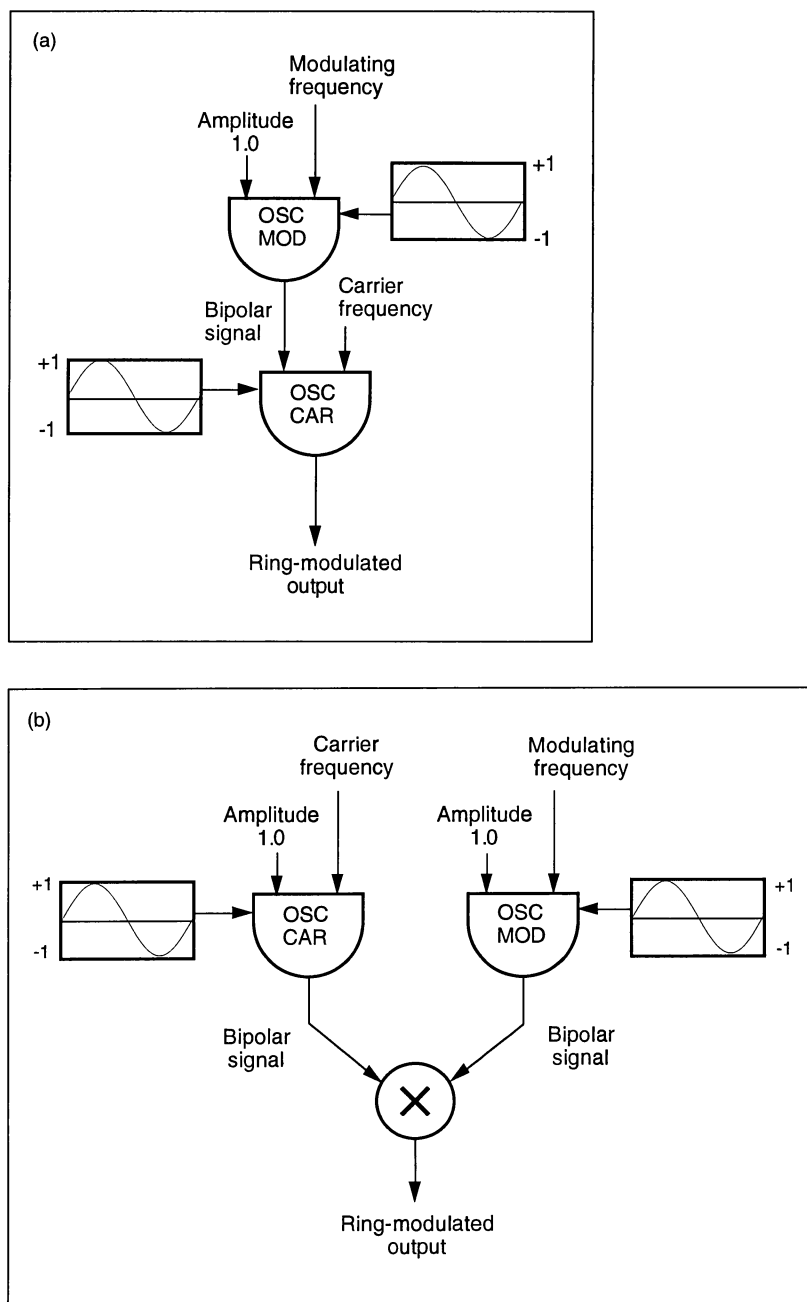 (a)
Modulating
frequency
Amplitude
1.0
+1
-1
OSC
MOD
Bipolar
signal
Carrier
frequency
+1
-1
OSC
CAR
Ring-modulated
output
(b)
Carrier
frequency
Modulating
frequency
Amplitude
1.0
Amplitude
1.0
+1
-1
OSC
CAR
OSC
MOD
+1
-1
Bipolar
signal
Bipolar
signal
Ring-modulated
output